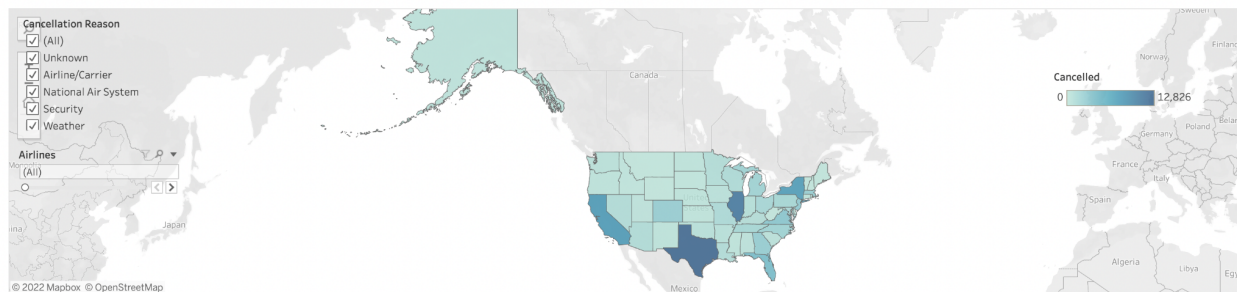 Cancellation Reason
(All)
Unknown
Airline/Carrier
National Air System
Security
Weather
Airlines
(All)
Japan
© 2022 Mapbox © OpenStreetMap
Canada
Mexico
Cancelled
0
12,826
Sweden
Norway
Finland
Germany
Poland
France
Italy
Spain
Algeria
Libya